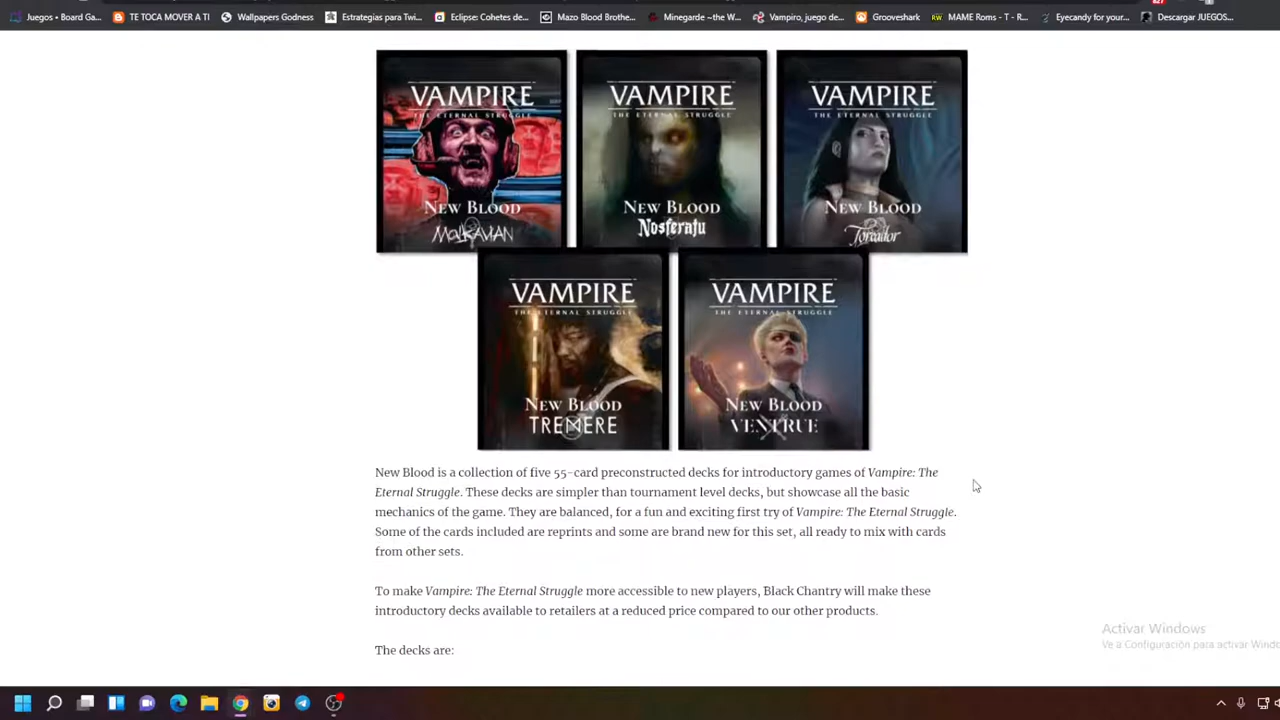 Juegos • Board Ga...
TE TOCA MOVER A TI
Wallpapers Godness
Estrategias para Twi...
Eclipse: Cohetes de...
Mazo Blood Brothe...
Minegarde ~the W...
Vampiro, juego de...
Grooveshark
MAME Roms - T - R...
Eyecandy for your...
Descargar JUEGOS...
VAMPIRE
THE ETERNAL STRUGGLE
NEW BLOOD
MALKAVIAN
VAMPIRE
THE ETERNAL STRUGGLE
NEW BLOOD
Nosferatu
VAMPIRE
THE ETERNAL STRUGGLE
NEW BLOOD
Toreador
VAMPIRE
THE ETERNAL STRUGGLE
NEW BLOOD
TREMERE
VAMPIRE
THE ETERNAL STRUGGLE
NEW BLOOD
VENTRUE
New Blood is a collection of five 55-card preconstructed decks for introductory games of Vampire: The
Eternal Struggle. These decks are simpler than tournament level decks, but showcase all the basic
mechanics of the game. They are balanced, for a fun and exciting first try of Vampire: The Eternal Struggle.
Some of the cards included are reprints and some are brand new for this set, all ready to mix with cards
from other sets.
To make Vampire: The Eternal Struggle more accessible to new players, Black Chantry will make these
introductory decks available to retailers at a reduced price compared to our other products.
The decks are:
Activar Windows
Ve a Configuración para activar Windo